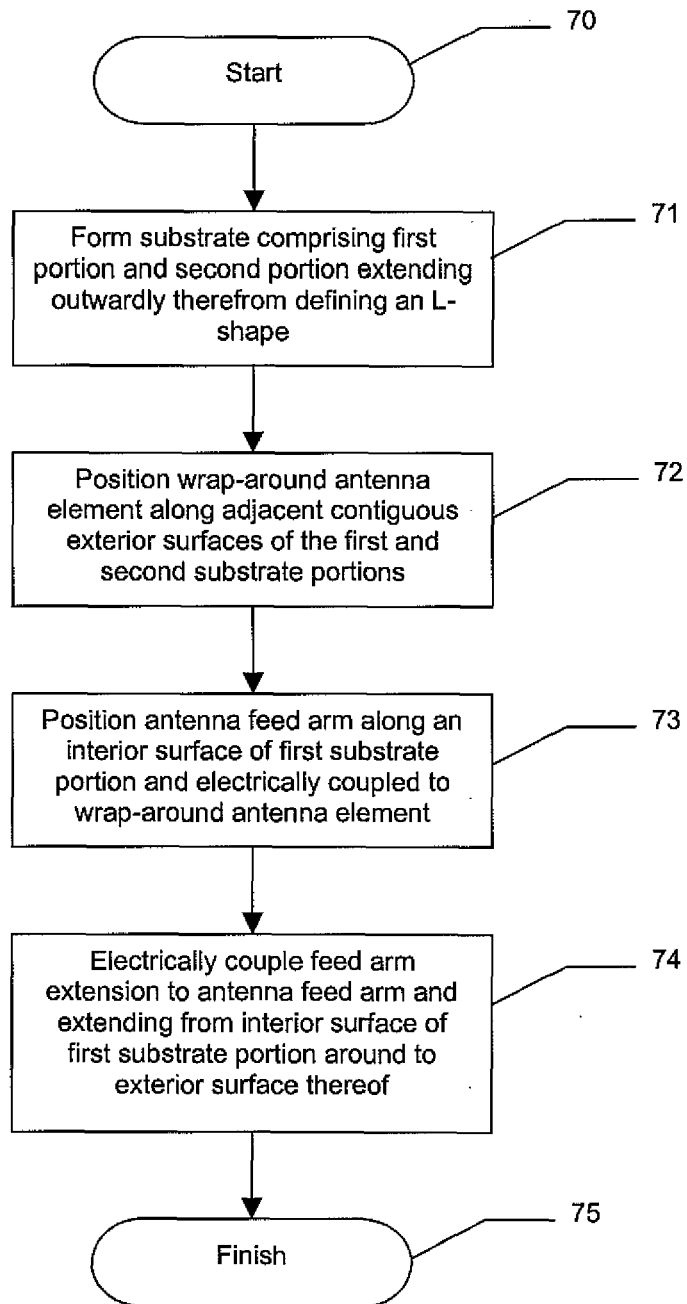 70
Start
71
Form substrate comprising first
portion and second portion extending
outwardly therefrom defining an L-
shape
72
Position wrap-around antenna
element along adjacent contiguous
exterior surfaces of the first and
second substrate portions
73
Position antenna feed arm along an
interior surface of first substrate
portion and electrically coupled to
wrap-around antenna element
74
Electrically couple feed arm
extension to antenna feed arm and
extending from interior surface of
first substrate portion around to
exterior surface thereof
75
Finish